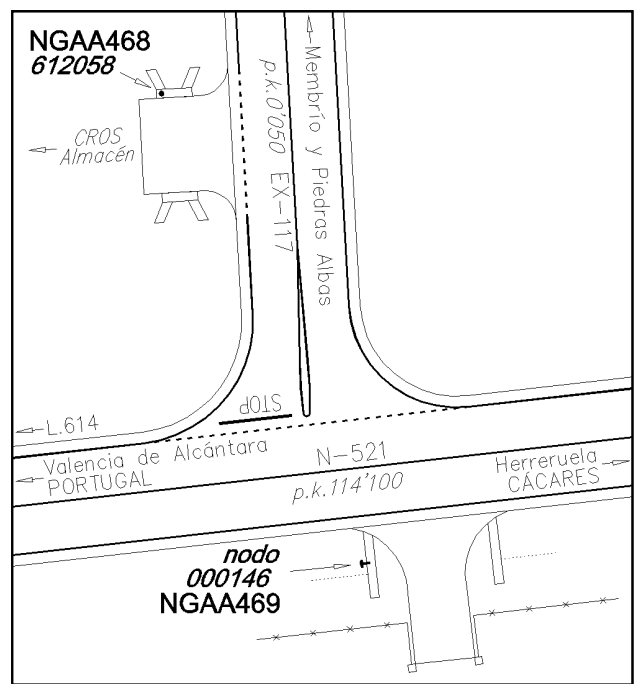 NGAA468
612058
CROS
Almacén
p.k.0'050 EX-117
Membrío y Piedras Albas
STOP
L.614
Valencia de Alcántara
PORTUGAL
N-521
p.k.114'100
Herreruela
CÁCARES
nodo
000146
NGAA469